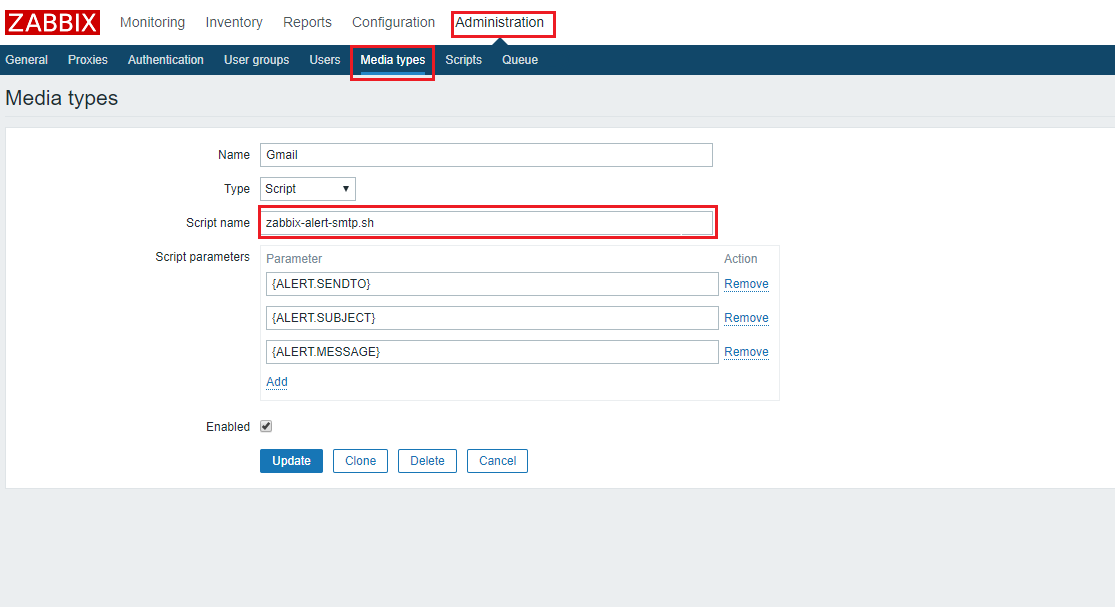 ZABBIX Monitoring Inventory Reports Configuration Administration
General Proxies Authentication User groups Users Media types Scripts Queue
Media types
Name Gmail
Type Script
Script name zabbix-alert-smtp.sh
Script parameters Parameter Action
{ALERT.SENDTO} Remove
{ALERT.SUBJECT} Remove
{ALERT.MESSAGE} Remove
Add
Enabled
Update Clone Delete Cancel